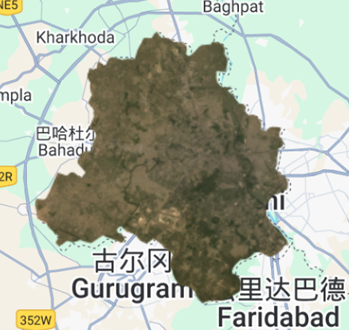 NE5
Baghpat
Kharkhoda
mpla
巴哈杜尔
Bahadu
2R
hi
古尔冈
Gurugram
里达巴德
Faridabad
352W